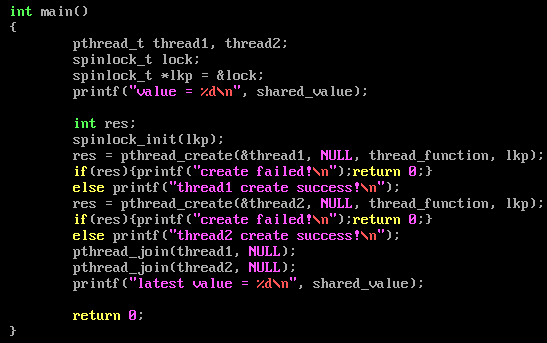 int main()
{
        pthread_t thread1, thread2;
        spinlock_t lock;
        spinlock_t *lkp = &lock;
        printf("value = %d\n", shared_value);

        int res;
        spinlock_init(lkp);
        res = pthread_create(&thread1, NULL, thread_function, lkp);
        if(res){printf("create failed!\n");return 0;}
        else printf("thread1 create success!\n");
        res = pthread_create(&thread2, NULL, thread_function, lkp);
        if(res){printf("create failed!\n");return 0;}
        else printf("thread2 create success!\n");
        pthread_join(thread1, NULL);
        pthread_join(thread2, NULL);
        printf("latest value = %d\n", shared_value);

        return 0;
}